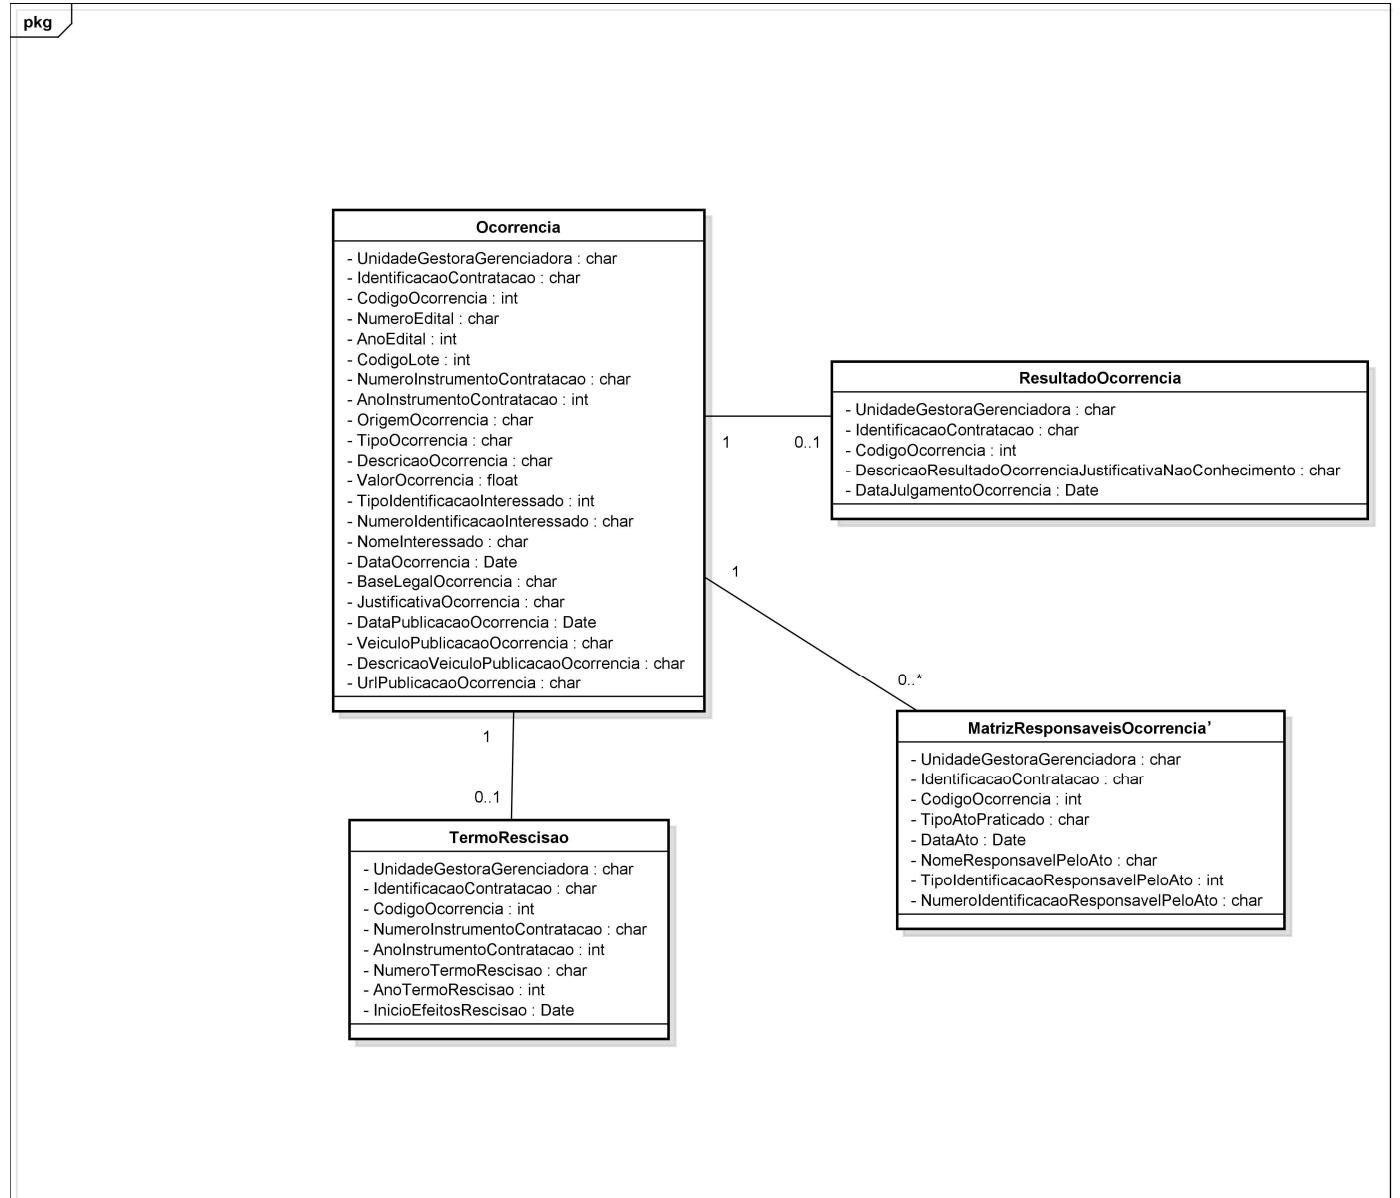 pkg
Ocorrencia
- UnidadeGestoraGerenciadora : char
- IdentificacaoContratacao : char
- CodigoOcorrencia : int
- NumeroEdital : char
- AnoEdital : int
- CodigoLote : int
- NumeroInstrumentoContratacao : char
- AnoInstrumentoContratacao : int
- OrigemOcorrencia : char
- TipoOcorrencia : char
- DescricaoOcorrencia : char
- ValorOcorrencia : float
- TipoIdentificacaoInteressado : int
- NumeroIdentificacaoInteressado : char
- NomeInteressado : char
- DataOcorrencia : Date
- BaseLegalOcorrencia : char
- JustificativaOcorrencia : char
- DataPublicacaoOcorrencia : Date
- VeiculoPublicacaoOcorrencia : char
- DescricaoVeiculoPublicacaoOcorrencia : char
- UrlPublicacaoOcorrencia : char
1
0..1
ResultadoOcorrencia
- UnidadeGestoraGerenciadora : char
- IdentificacaoContratacao : char
- CodigoOcorrencia : int
- DescricaoResultadoOcorrenciaJustificativaNaoConhecimento : char
- DataJulgamentoOcorrencia : Date
1
0..*
MatrizResponsaveisOcorrencia’
- UnidadeGestoraGerenciadora : char
- IdentificacaoContratacao : char
- CodigoOcorrencia : int
- TipoAtoPraticado : char
- DataAto : Date
- NomeResponsavelPeloAto : char
- TipoIdentificacaoResponsavelPeloAto : int
- NumeroIdentificacaoResponsavelPeloAto : char
1
0..1
TermoRescisao
- UnidadeGestoraGerenciadora : char
- IdentificacaoContratacao : char
- CodigoOcorrencia : int
- NumeroInstrumentoContratacao : char
- AnoInstrumentoContratacao : int
- NumeroTermoRescisao : char
- AnoTermoRescisao : int
- InicioEfeitosRescisao : Date